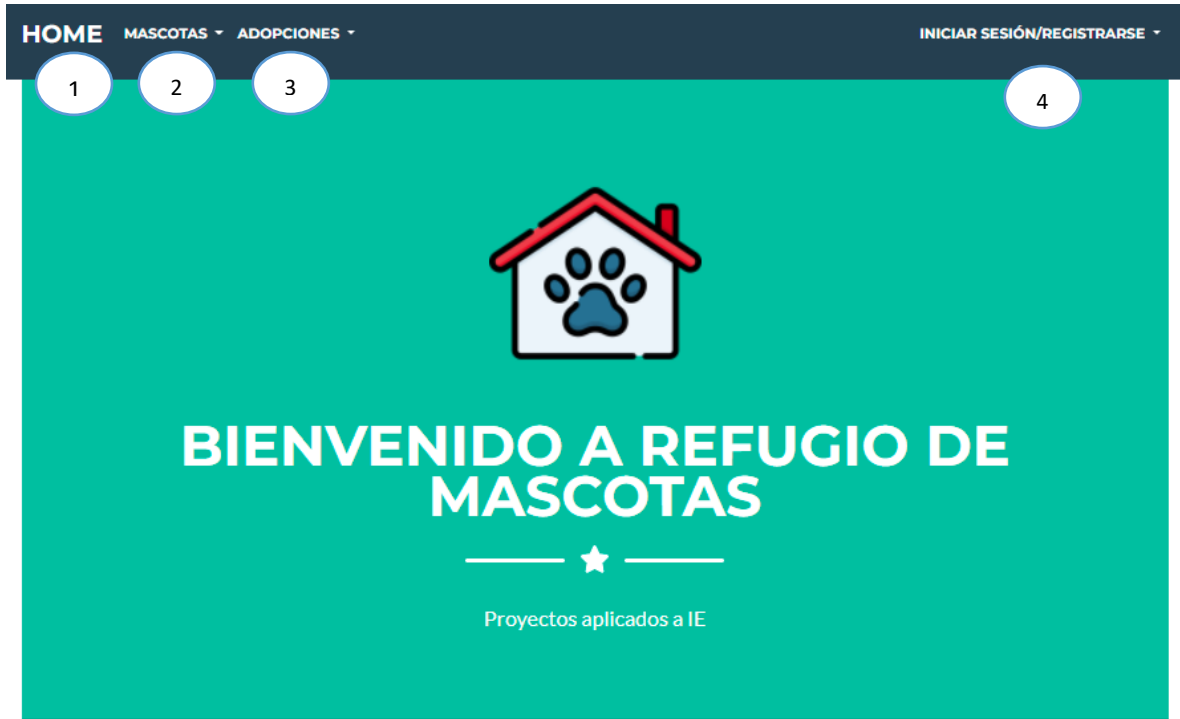 HOME MASCOTAS ADOPCIONES INICIAR SESIÓN/REGISTRARSE
1 2 3 4
BIENVENIDO A REFUGIO DE
MASCOTAS
Proyectos aplicados a IE